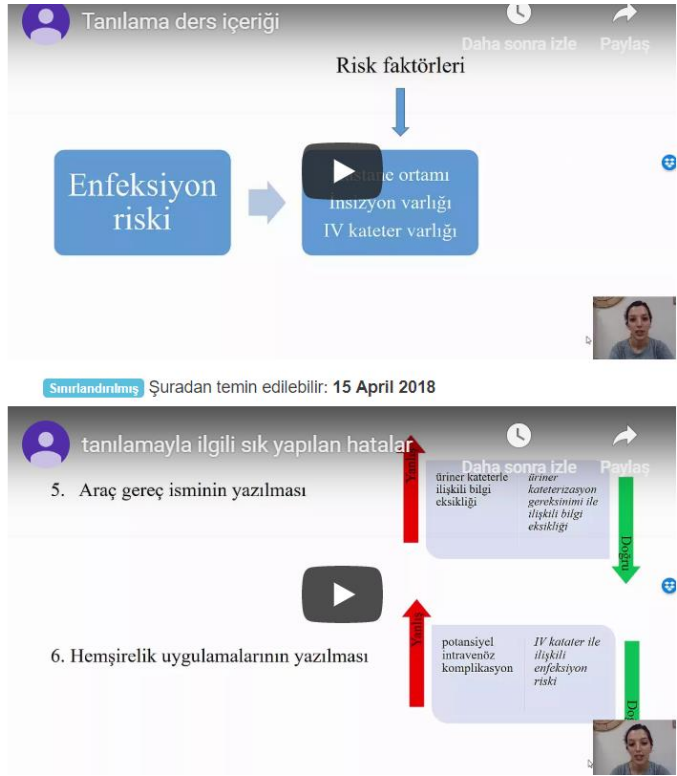 Tanılama ders içeriği
Daha sonra izle
Paylaş
Risk faktörleri
Enfeksiyon
riski
ortamı
İnsizyon varlığı
IV kateter varlığı
Sınırlandırılmış Şuradan temin edilebilir: 15 April 2018
tanılamayla ilgili sık yapılan hatalar
Daha sonra izle
Paylaş
5. Araç gereç isminin yazılması
Yanlış
üriner kateterle
ilişkili bilgi
eksikliği
üriner
kateterizasyon
gereksinimi ile
ilişkili bilgi
eksikliği
Doğru
6. Hemşirelik uygulamalarının yazılması
Yanlış
potansiyel
intravenöz
komplikasyon
IV katater ile
ilişkili
enfeksiyon
riski